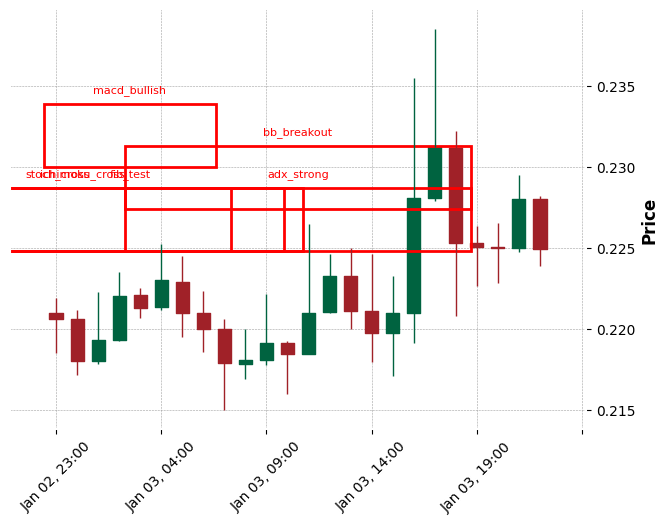 macd_bullish
bb_breakout
fib_test
adx_strong
0.235
0.230
0.225
0.220
0.215
Price
Jan 02, 23:00
Jan 03, 04:00
Jan 03, 09:00
Jan 03, 14:00
Jan 03, 19:00